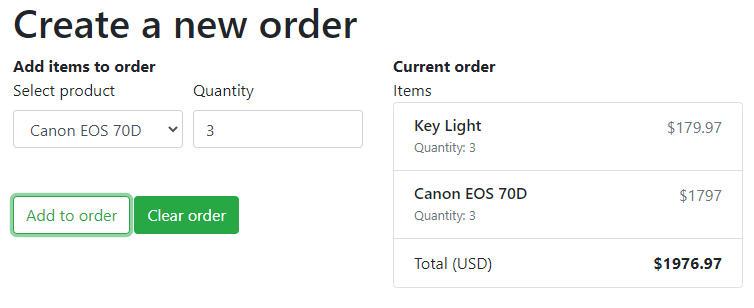 Create a new order
Add items to order
Select product
Quantity
Canon EOS 70D
3
Add to order
Clear order
Current order
Items
Key Light
$179.97
Quantity: 3
Canon EOS 70D
$1797
Quantity: 3
Total (USD)
$1976.97